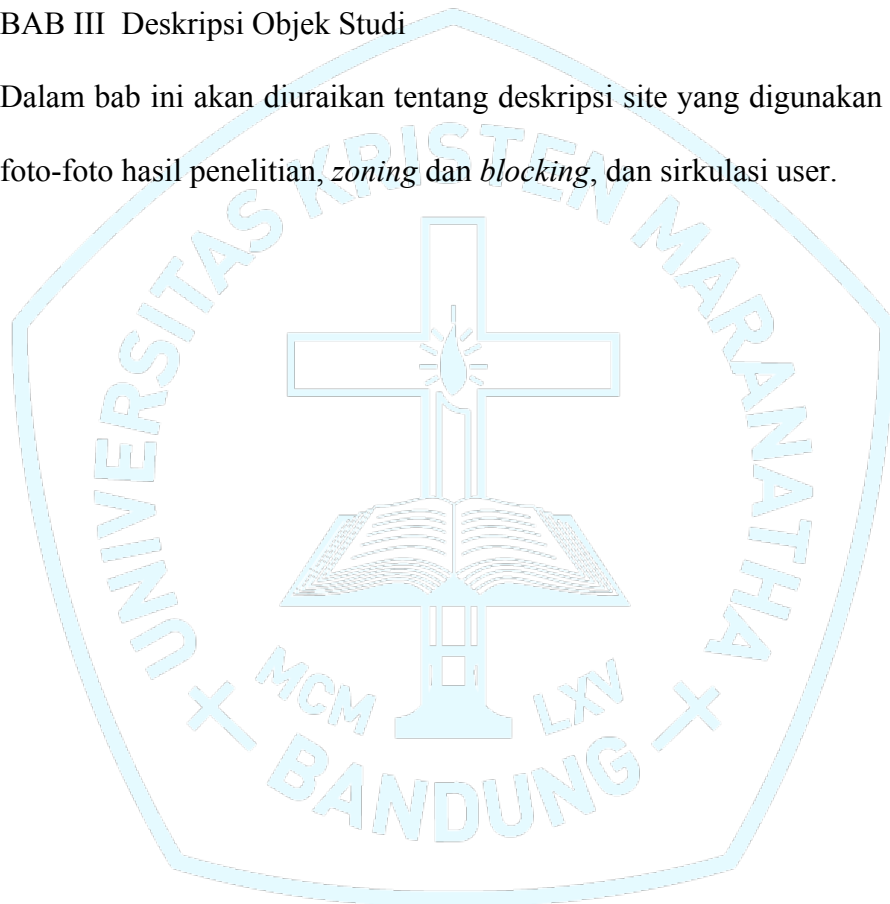 BAB III  Deskripsi Objek Studi
Dalam bab ini akan diuraikan tentang deskripsi site yang digunakan
foto-foto hasil penelitian, zoning dan blocking, dan sirkulasi user.
UNIVERSITAS KRISTEN MARANATHA
MCM LXV
BANDUNG